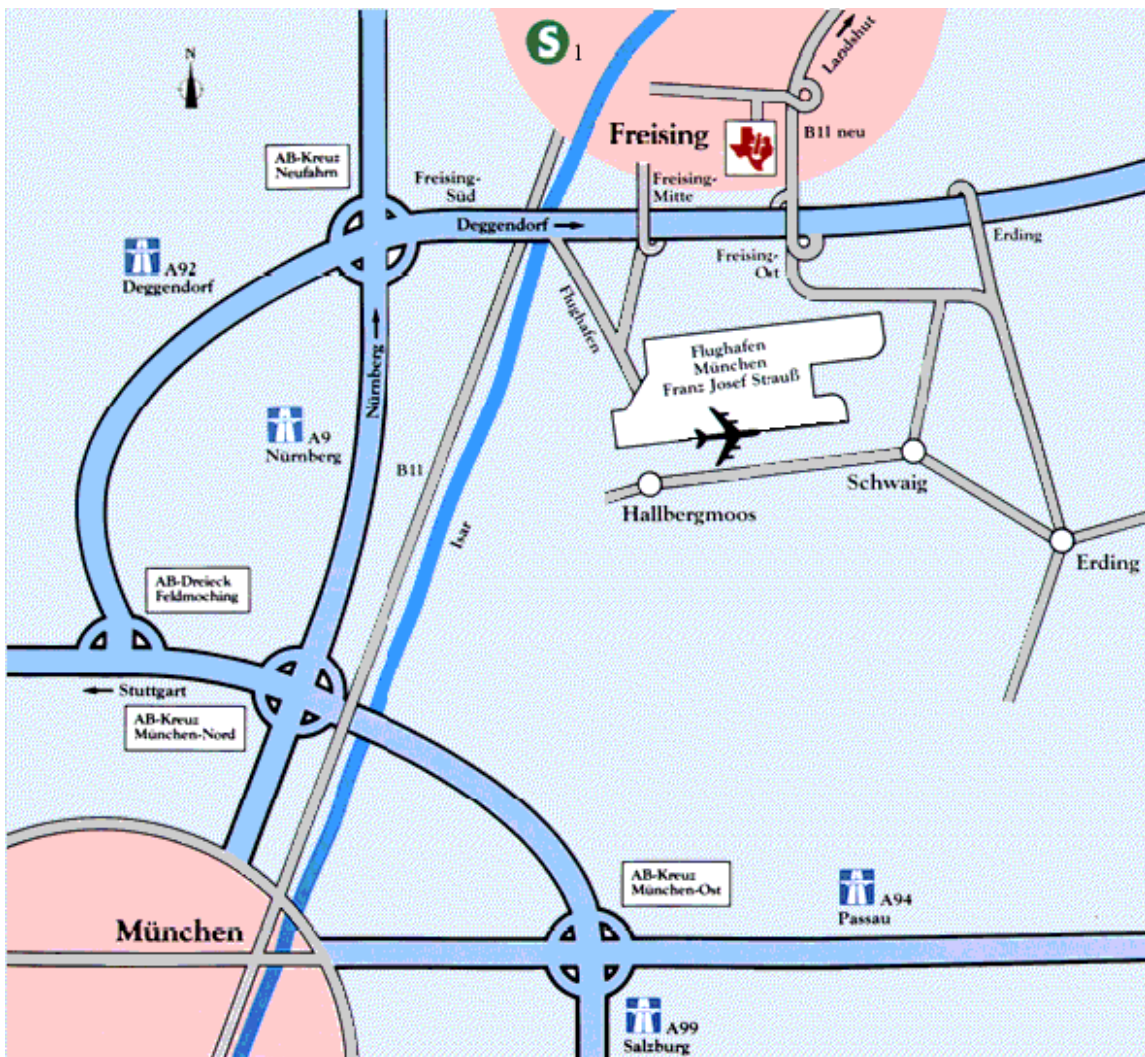 S 1
N
Landshut
Freising
B11 neu
AB-Kreuz
Neufahrn
Freising-
Süd
Freising-
Mitte
Deggendorf
Erding
Freising-
Ost
A92
Deggendorf
Flughafen
Nürnberg
Flughafen
München
Franz Josef Strauß
A9
Nürnberg
B11
Isar
Schwaig
Hallbergmoos
Erding
AB-Dreieck
Feldmoching
Stuttgart
AB-Kreuz
München-Nord
AB-Kreuz
München-Ost
A94
Passau
München
A99
Salzburg